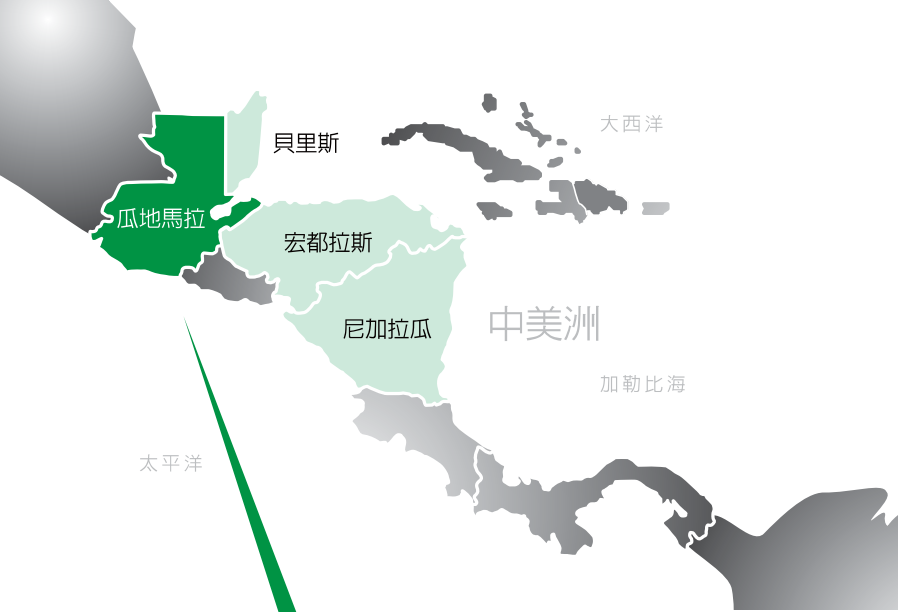 大西洋
貝里斯
瓜地馬拉
宏都拉斯
尼加拉瓜
中美洲
加勒比海
太平洋